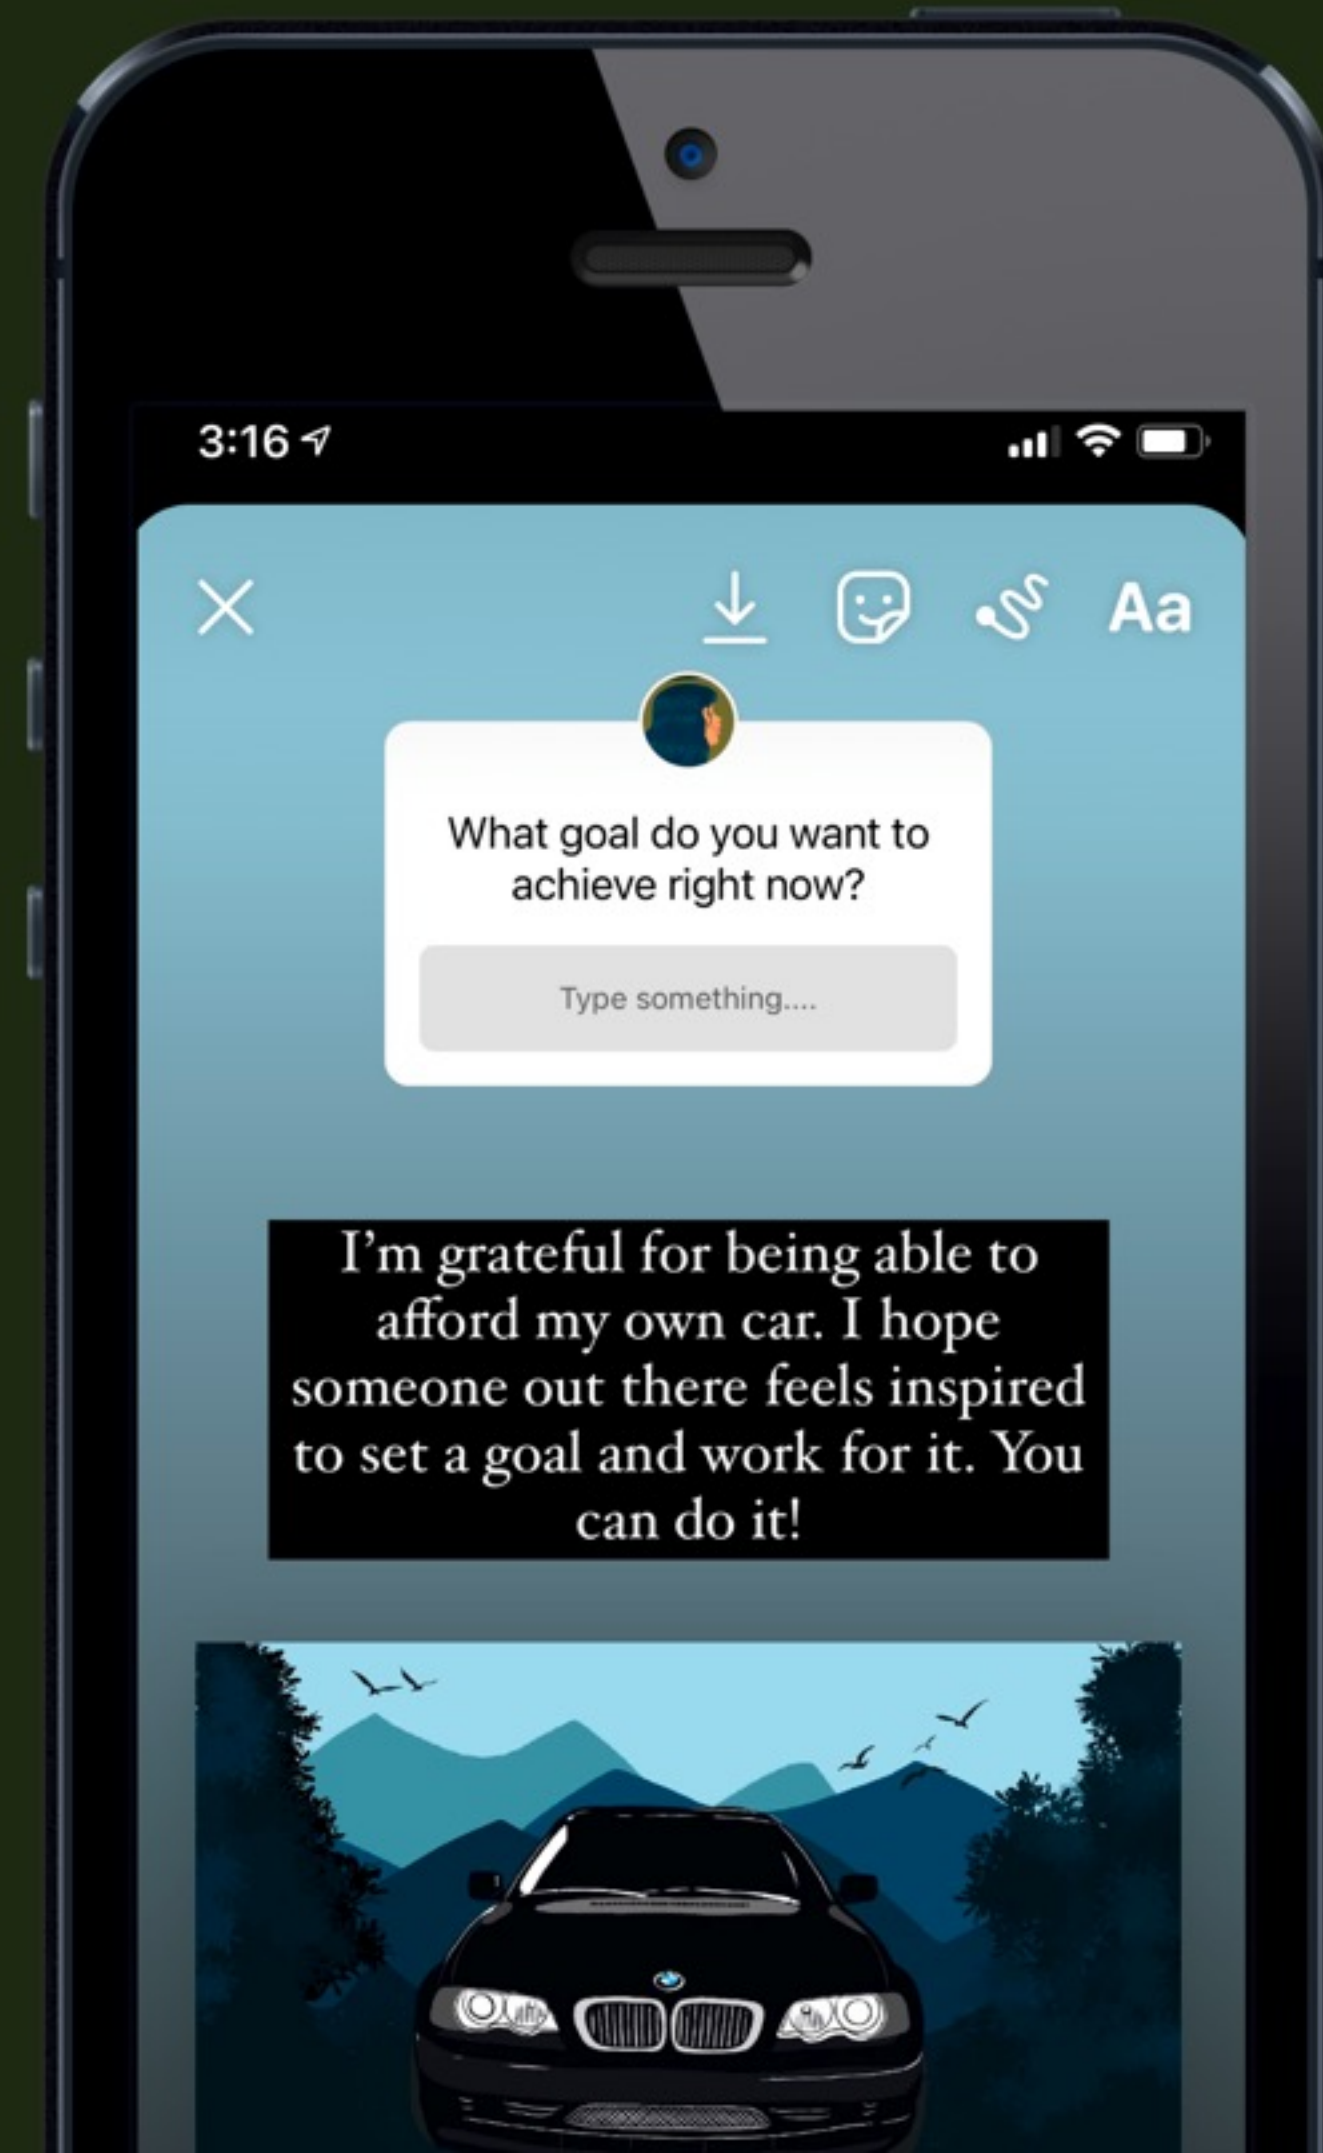 3:16
Aa
What goal do you want to
achieve right now?
Type something....
I'm grateful for being able to
afford my own car. I hope
someone out there feels inspired
to set a goal and work for it. You
can do it!